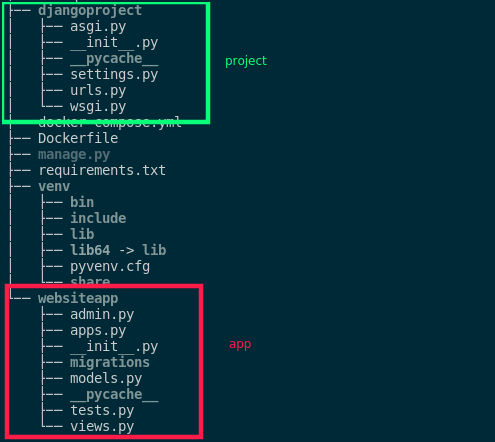 ├── djangoproject
│   ├── asgi.py
│   ├── __init__.py
│   ├── __pycache__
│   ├── settings.py
│   ├── urls.py
│   └── wsgi.py
project
├── docker-compose.yml
├── Dockerfile
├── manage.py
├── requirements.txt
├── venv
│   ├── bin
│   ├── include
│   ├── lib
│   ├── lib64 -> lib
│   ├── pyvenv.cfg
│   └── share
└── websiteapp
    ├── admin.py
    ├── apps.py
    ├── __init__.py
    ├── migrations
    ├── models.py
    ├── __pycache__
    ├── tests.py
    └── views.py
app